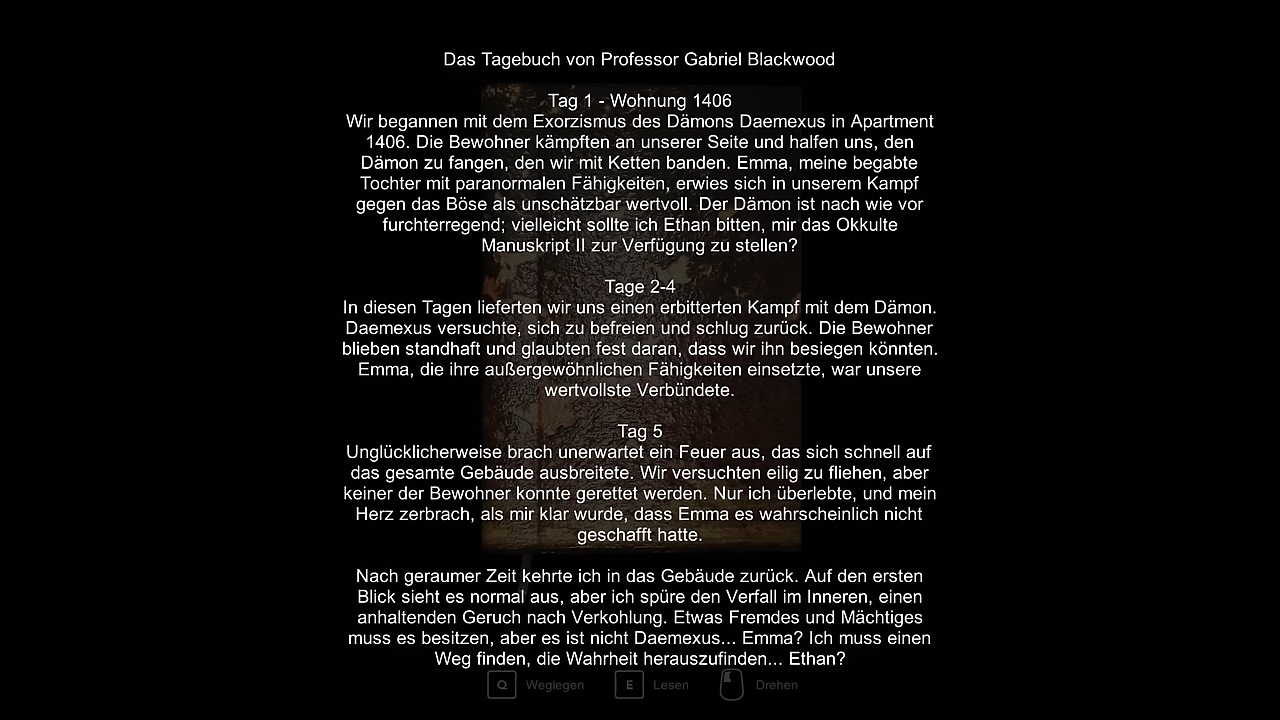 Das Tagebuch von Professor Gabriel Blackwood
Tag 1 - Wohnung 1406
Wir begannen mit dem Exorzismus des Dämons Daemexus in Apartment
1406. Die Bewohner kämpften an unserer Seite und halfen uns, den
Dämon zu fangen, den wir mit Ketten banden. Emma, meine begabte
Tochter mit paranormalen Fähigkeiten, erwies sich in unserem Kampf
gegen das Böse als unschätzbar wertvoll. Der Dämon ist nach wie vor
furchterregend; vielleicht sollte ich Ethan bitten, mir das Okkulte
Manuskript II zur Verfügung zu stellen?
Tage 2-4
In diesen Tagen lieferten wir uns einen erbitterten Kampf mit dem Dämon.
Daemexus versuchte, sich zu befreien und schlug zurück. Die Bewohner
blieben standhaft und glaubten fest daran, dass wir ihn besiegen könnten.
Emma, die ihre außergewöhnlichen Fähigkeiten einsetzte, war unsere
wertvollste Verbündete.
Tag 5
Unglücklicherweise brach unerwartet ein Feuer aus, das sich schnell auf
das gesamte Gebäude ausbreitete. Wir versuchten eilig zu fliehen, aber
keiner der Bewohner konnte gerettet werden. Nur ich überlebte, und mein
Herz zerbrach, als mir klar wurde, dass Emma es wahrscheinlich nicht
geschafft hatte.
Nach geraumer Zeit kehrte ich in das Gebäude zurück. Auf den ersten
Blick sieht es normal aus, aber ich spüre den Verfall im Inneren, einen
anhaltenden Geruch nach Verkohlung. Etwas Fremdes und Mächtiges
muss es besitzen, aber es ist nicht Daemexus... Emma? Ich muss einen
Weg finden, die Wahrheit herauszufinden... Ethan?
Q Weglegen E Lesen Drehen